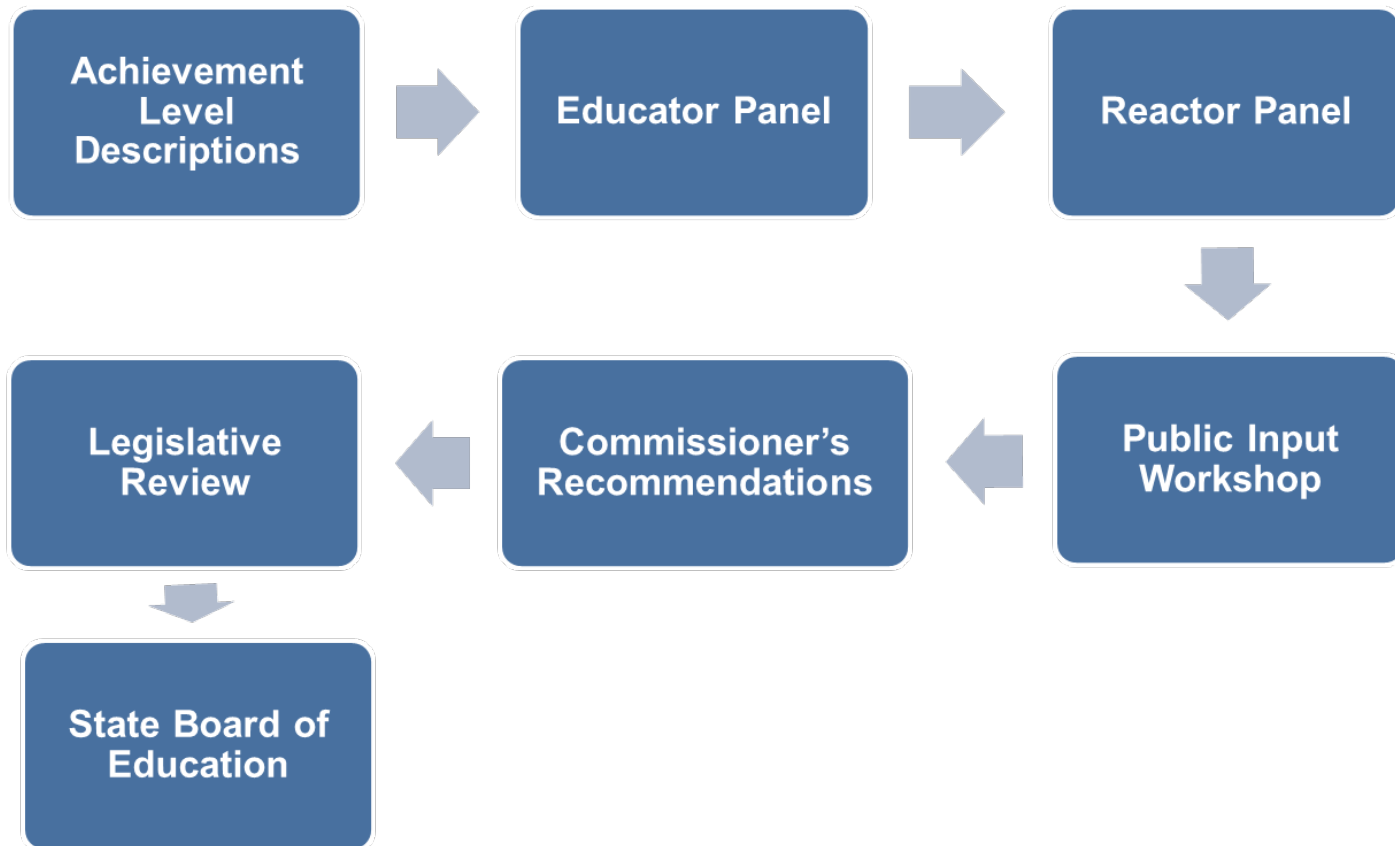 Achievement
Level
Descriptions
Educator Panel
Reactor Panel
Public Input
Workshop
Commissioner’s
Recommendations
Legislative
Review
State Board of
Education